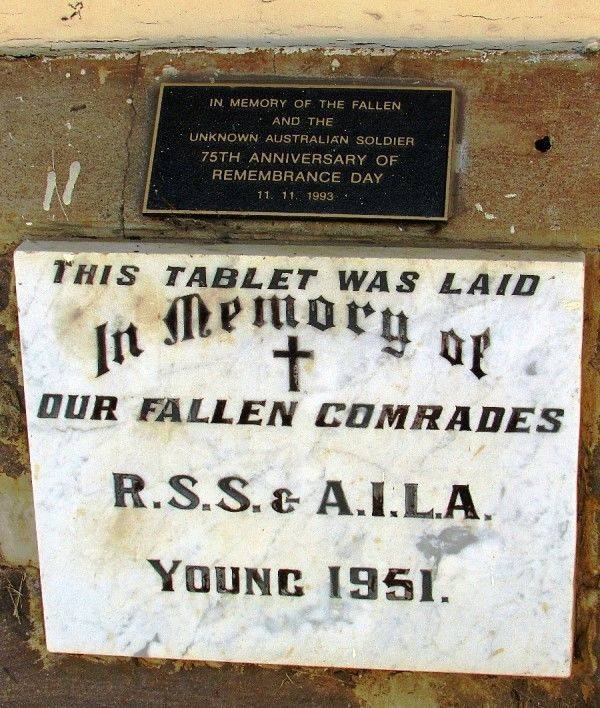 IN MEMORY OF THE FALLEN
AND THE
UNKNOWN AUSTRALIAN SOLDIER
75TH ANNIVERSARY OF
REMEMBRANCE DAY
11. 11. 1993
THIS TABLET WAS LAID
In Memory of
OUR FALLEN COMRADES
R.S.S. & A.I.L.A.
YOUNG 1951.